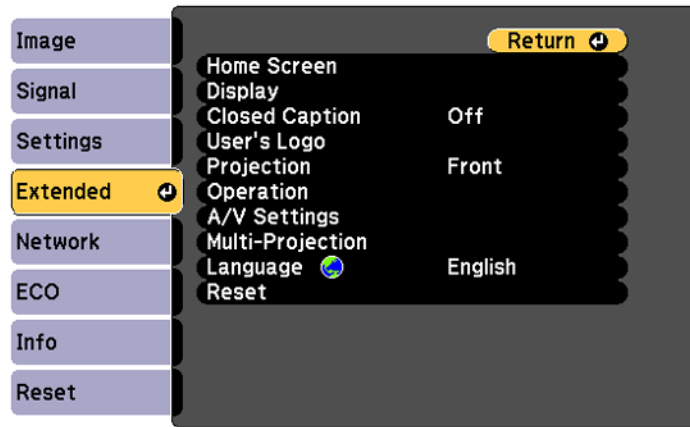 Image
Signal
Settings
Extended
Network
ECO
Info
Reset
Return
Home Screen
Display
Closed Caption Off
User's Logo
Projection Front
Operation
A/V Settings
Multi-Projection
Language English
Reset